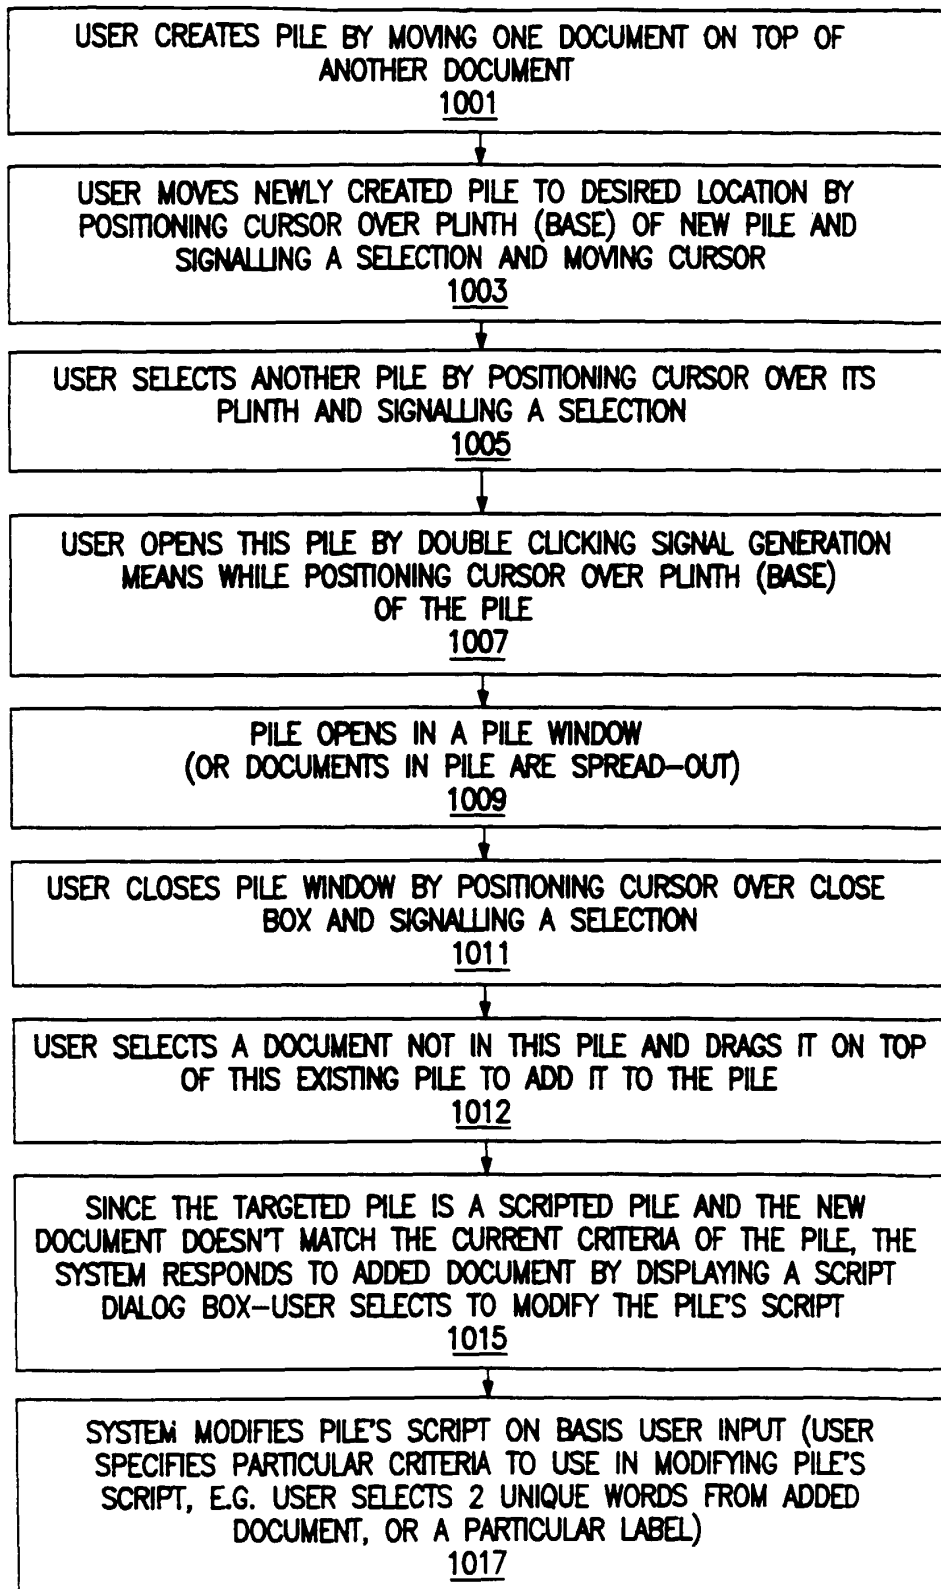 USER CREATES PILE BY MOVING ONE DOCUMENT ON TOP OF
ANOTHER DOCUMENT
1001
USER MOVES NEWLY CREATED PILE TO DESIRED LOCATION BY
POSITIONING CURSOR OVER PLINTH (BASE) OF NEW PILE AND
SIGNALLING A SELECTION AND MOVING CURSOR
1003
USER SELECTS ANOTHER PILE BY POSITIONING CURSOR OVER ITS
PLINTH AND SIGNALLING A SELECTION
1005
USER OPENS THIS PILE BY DOUBLE CLICKING SIGNAL GENERATION
MEANS WHILE POSITIONING CURSOR OVER PLINTH (BASE)
OF THE PILE
1007
PILE OPENS IN A PILE WINDOW
(OR DOCUMENTS IN PILE ARE SPREAD-OUT)
1009
USER CLOSES PILE WINDOW BY POSITIONING CURSOR OVER CLOSE
BOX AND SIGNALLING A SELECTION
1011
USER SELECTS A DOCUMENT NOT IN THIS PILE AND DRAGS IT ON TOP
OF THIS EXISTING PILE TO ADD IT TO THE PILE
1012
SINCE THE TARGETED PILE IS A SCRIPTED PILE AND THE NEW
DOCUMENT DOESN'T MATCH THE CURRENT CRITERIA OF THE PILE, THE
SYSTEM RESPONDS TO ADDED DOCUMENT BY DISPLAYING A SCRIPT
DIALOG BOX-USER SELECTS TO MODIFY THE PILE'S SCRIPT
1015
SYSTEM MODIFIES PILE'S SCRIPT ON BASIS USER INPUT (USER
SPECIFIES PARTICULAR CRITERIA TO USE IN MODIFYING PILE'S
SCRIPT, E.G. USER SELECTS 2 UNIQUE WORDS FROM ADDED
DOCUMENT, OR A PARTICULAR LABEL)
1017